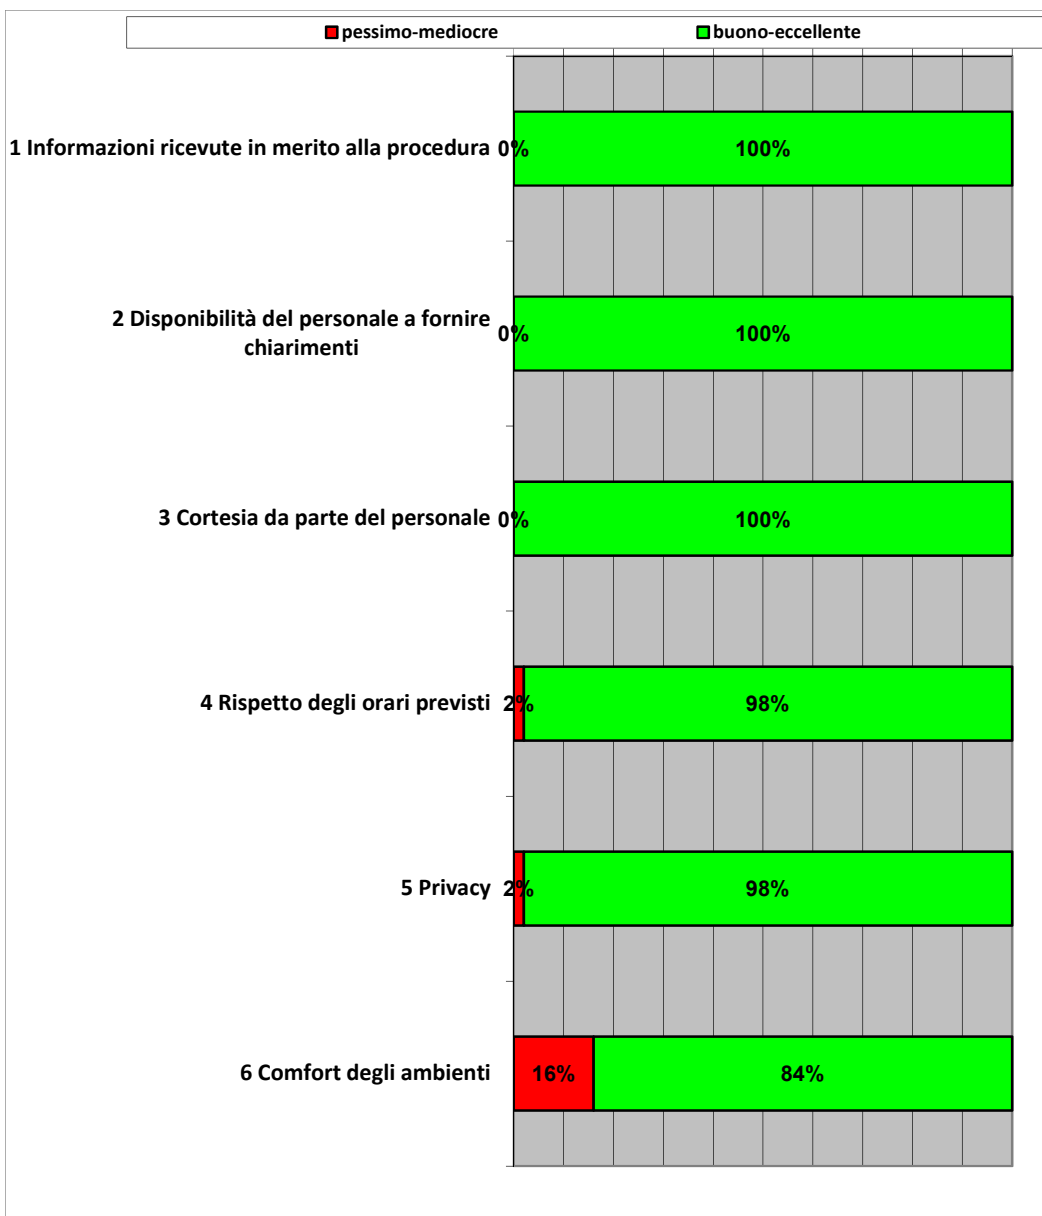 pessimo-mediocre buono-eccellente
1 Informazioni ricevute in merito alla procedura 0% 100%
2 Disponibilità del personale a fornire
chiarimenti
0% 100%
3 Cortesia da parte del personale 0% 100%
4 Rispetto degli orari previsti 2% 98%
5 Privacy 2% 98%
6 Comfort degli ambienti 16% 84%